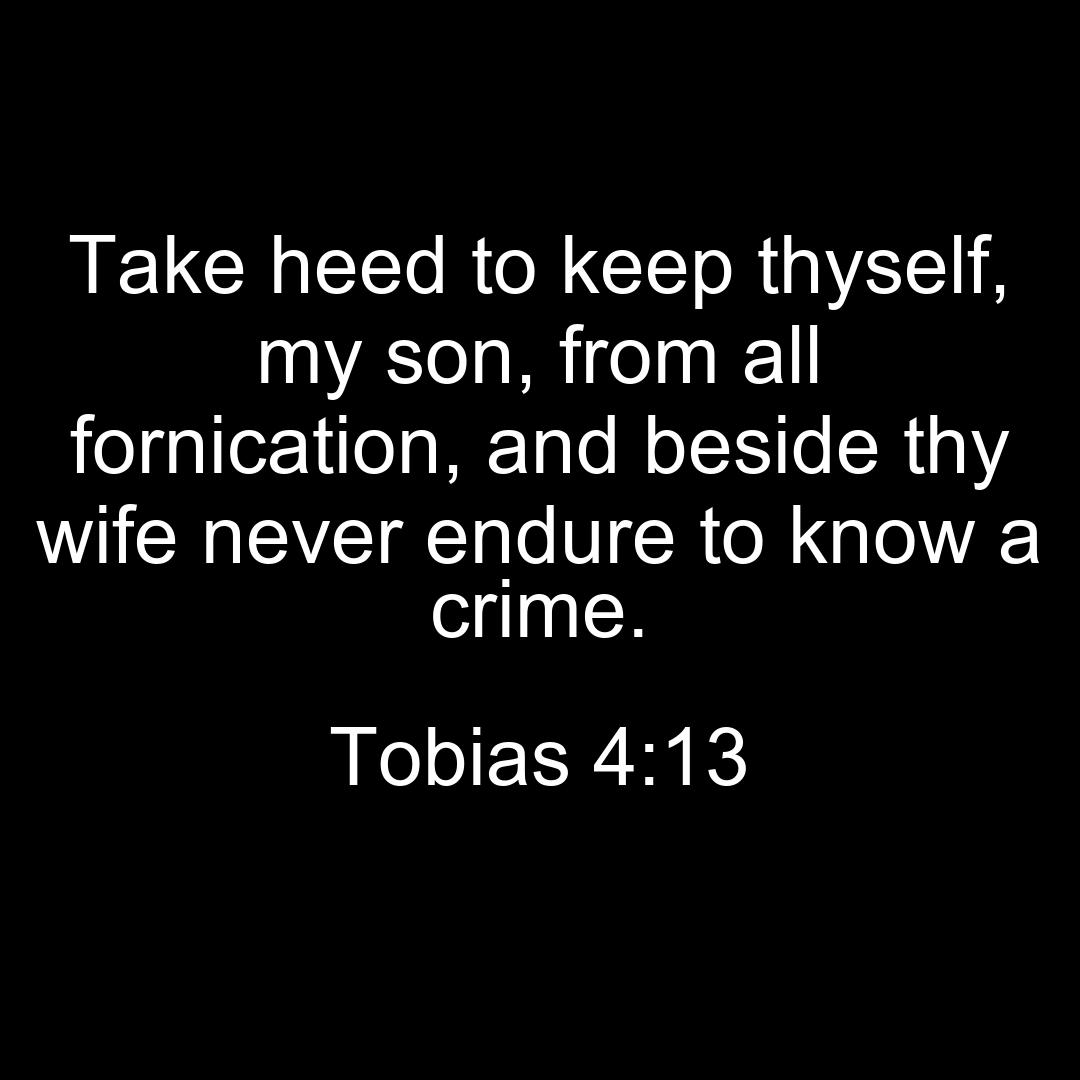 Take heed to keep thyself,
my son, from all
fornication, and beside thy
wife never endure to know a
crime.
Tobias 4:13